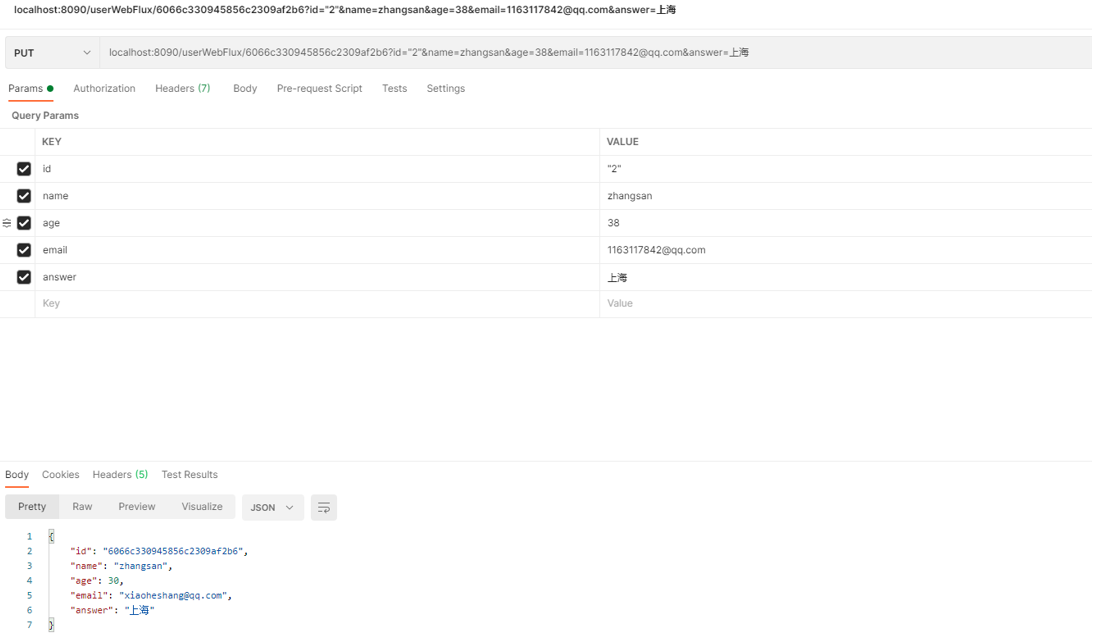 localhost:8090/userWebFlux/6066c330945856c2309af2b6?id="2"&name=zhangsan&age=38&email=1163117842@qq.com&answer=上海
PUT localhost:8090/userWebFlux/6066c330945856c2309af2b6?id="2"&name=zhangsan&age=38&email=1163117842@qq.com&answer=上海
Params Authorization Headers (7) Body Pre-request Script Tests Settings
Query Params
KEY VALUE
id "2"
name zhangsan
age 38
email 1163117842@qq.com
answer 上海
Key Value
Body Cookies Headers (5) Test Results
Pretty Raw Preview Visualize JSON
1 {
2 "id": "6066c330945856c2309af2b6",
3 "name": "zhangsan",
4 "age": 30,
5 "email": "xiaoheshang@qq.com",
6 "answer": "上海"
7 }